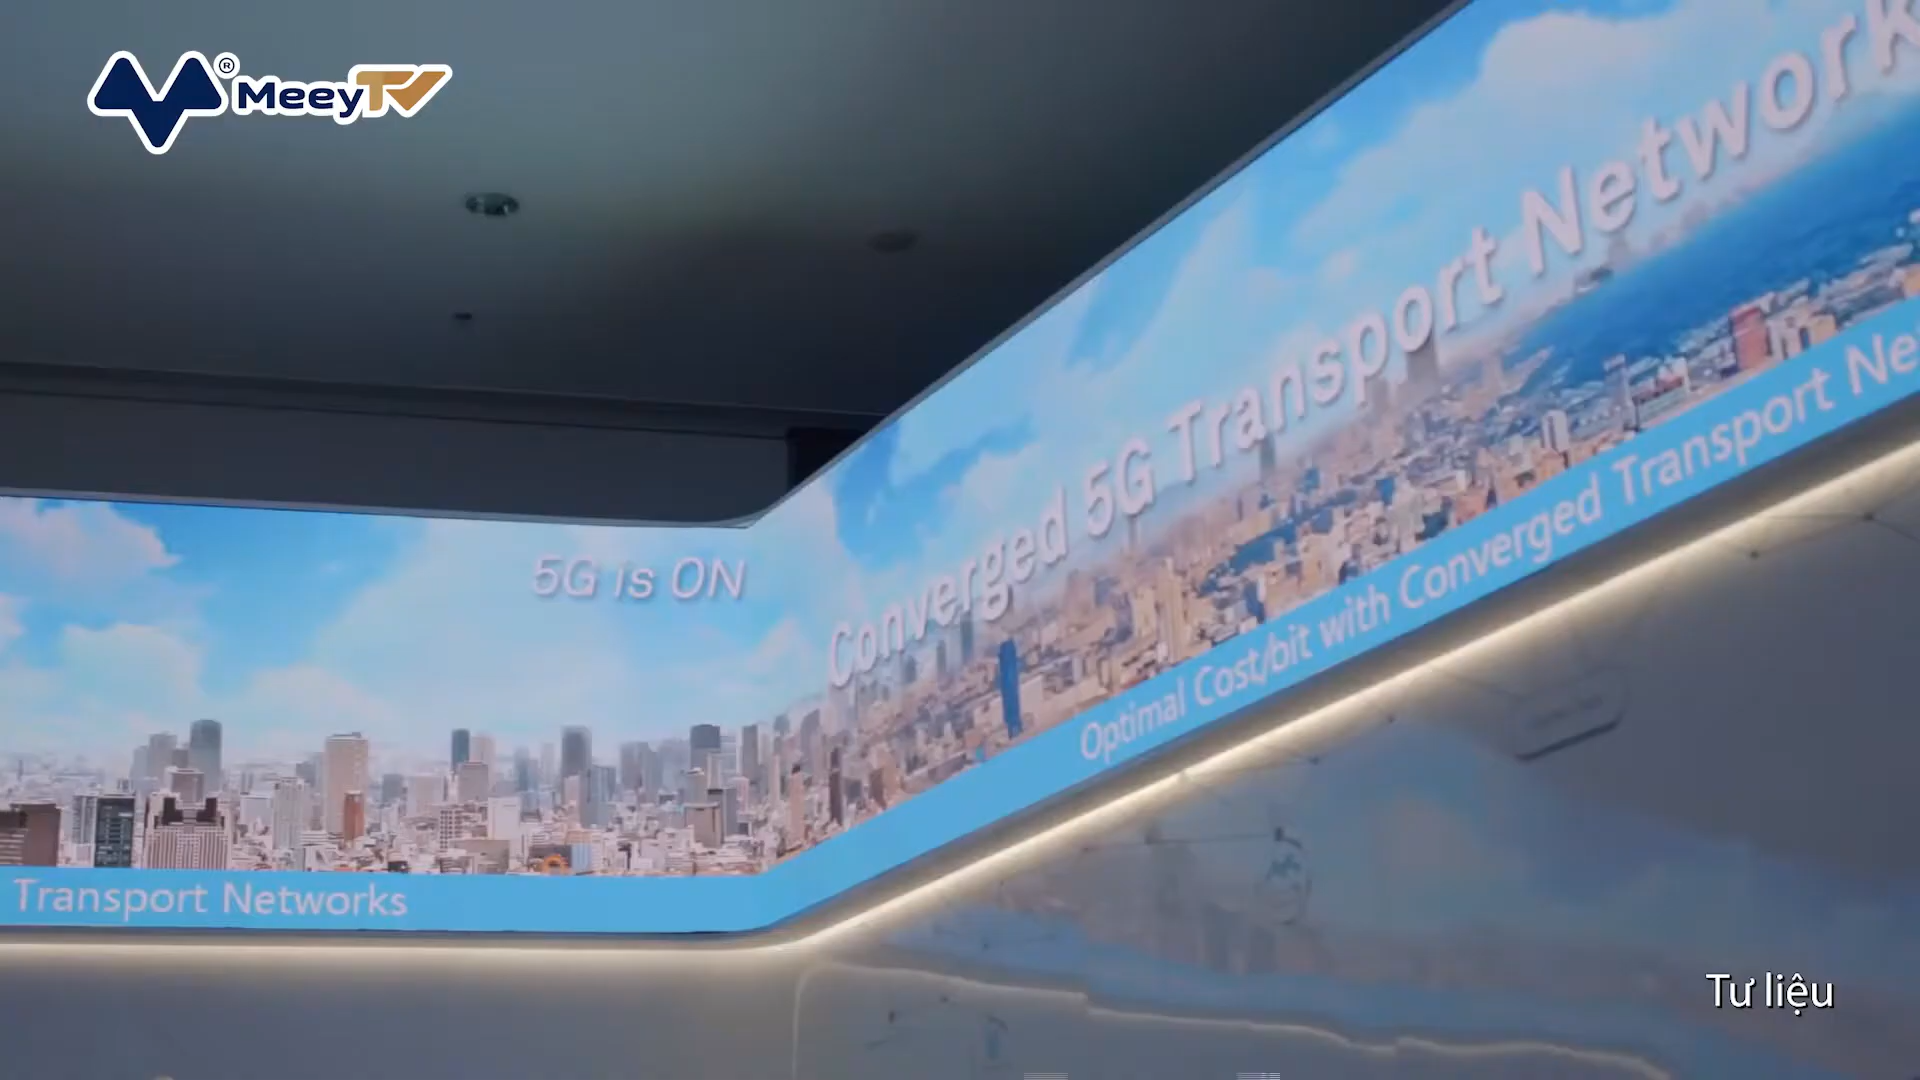 ® MeeyTV
Converged 5G Transport Network
5G is ON
Optimal Cost/bit with Converged Transport Ne
Transport Networks
Tư liệu